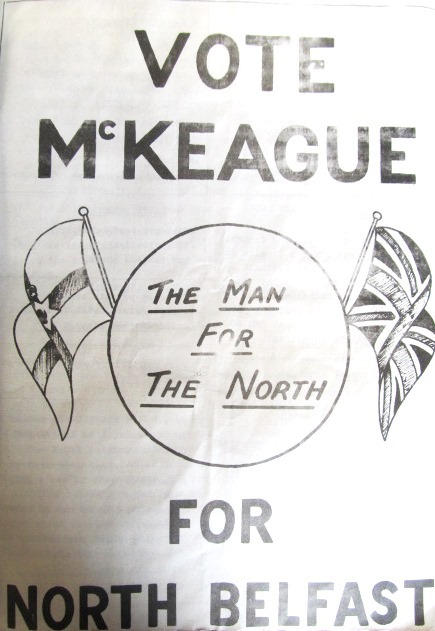 VOTE
McKEAGUE
THE MAN
FOR
THE NORTH
FOR
NORTH BELFAST